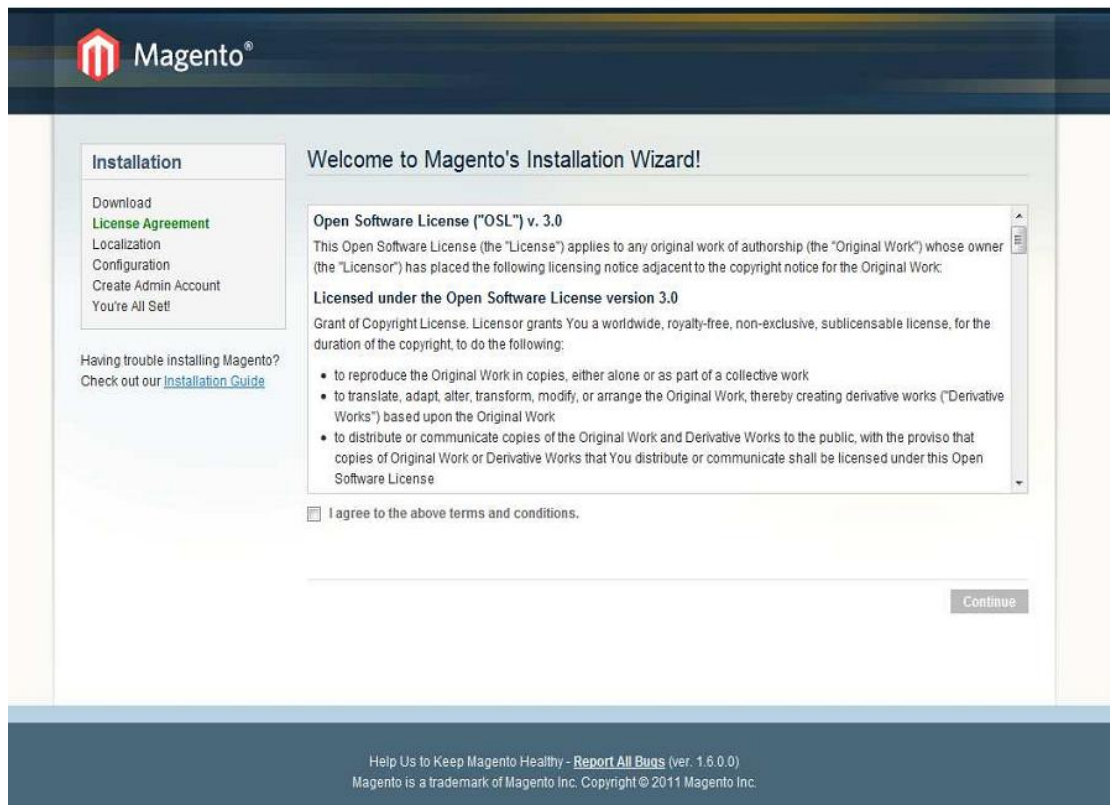 Magento®
Installation
Download
License Agreement
Localization
Configuration
Create Admin Account
You're All Set!
Having trouble installing Magento?
Check out our Installation Guide
Welcome to Magento's Installation Wizard!
Open Software License ("OSL") v. 3.0
This Open Software License (the "License") applies to any original work of authorship (the "Original Work") whose owner
(the "Licensor") has placed the following licensing notice adjacent to the copyright notice for the Original Work:
Licensed under the Open Software License version 3.0
Grant of Copyright License. Licensor grants You a worldwide, royalty-free, non-exclusive, sublicensable license, for the
duration of the copyright, to do the following:
• to reproduce the Original Work in copies, either alone or as part of a collective work
• to translate, adapt, alter, transform, modify, or arrange the Original Work, thereby creating derivative works ("Derivative
Works") based upon the Original Work
• to distribute or communicate copies of the Original Work and Derivative Works to the public, with the proviso that
copies of Original Work or Derivative Works that You distribute or communicate shall be licensed under this Open
Software License
I agree to the above terms and conditions.
Continue
Help Us to Keep Magento Healthy - Report All Bugs (ver. 1.6.0.0)
Magento is a trademark of Magento Inc. Copyright © 2011 Magento Inc.